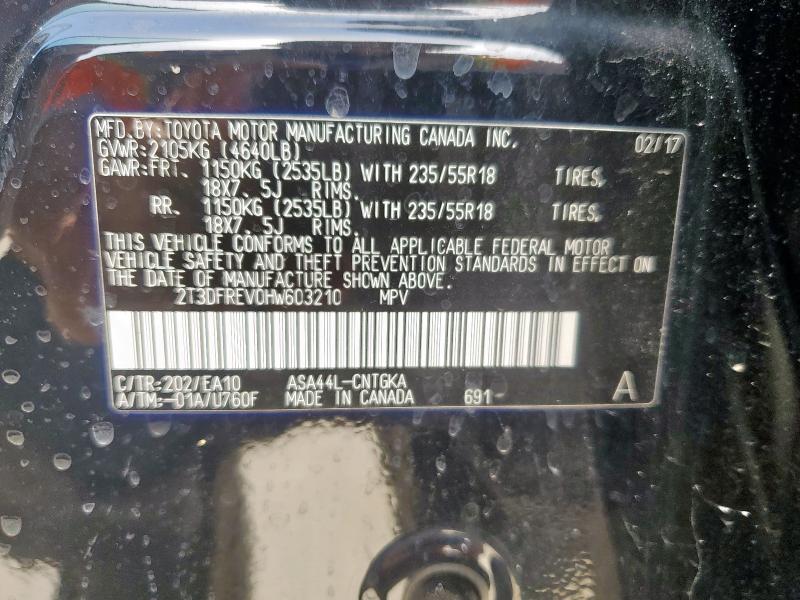 MFD.BY:TOYOTA MOTOR MANUFACTURING CANADA INC. 02/17
GVWR:2105KG (4640LB)
GAWR:FRT. 1150KG (2535LB) WITH 235/55R18 TIRES,
18X7.5J RIMS.
RR. 1150KG (2535LB) WITH 235/55R18 TIRES,
18X7.5J RIMS.
THIS VEHICLE CONFORMS TO ALL APPLICABLE FEDERAL MOTOR
VEHICLE SAFETY AND THEFT PREVENTION STANDARDS IN EFFECT ON
THE DATE OF MANUFACTURE SHOWN ABOVE.
2T3DFREV0HW603210 MPV
C/TR:202/EA10 ASA44L-CNTGKA
A/TM:-01A/U760F MADE IN CANADA 691- A